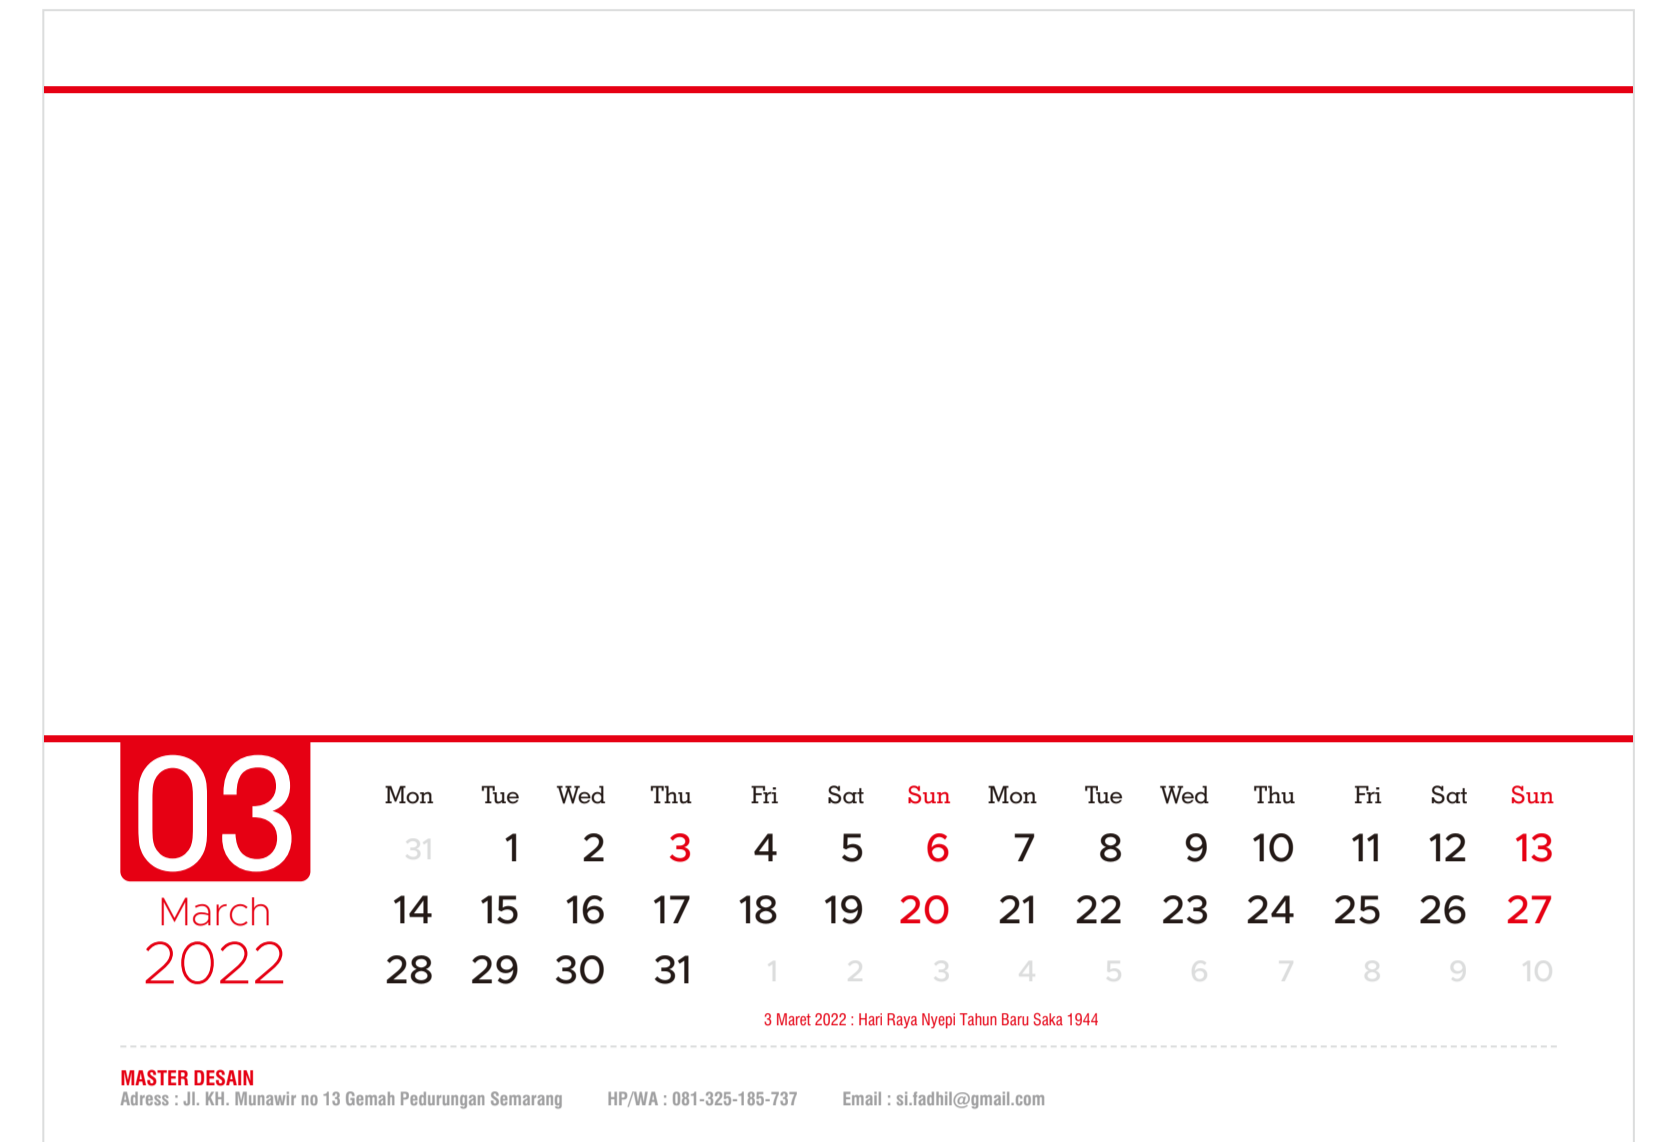 03
March
2022
Mon Tue Wed Thu Fri Sat Sun Mon Tue Wed Thu Fri Sat Sun
31 1 2 3 4 5 6 7 8 9 10 11 12 13
14 15 16 17 18 19 20 21 22 23 24 25 26 27
28 29 30 31 1 2 3 4 5 6 7 8 9 10
3 Maret 2022 : Hari Raya Nyepi Tahun Baru Saka 1944
MASTER DESAIN
Adress : Jl. KH. Munawir no 13 Gemah Pedurungan Semarang HP/WA : 081-325-185-737 Email : si.fadhil@gmail.com